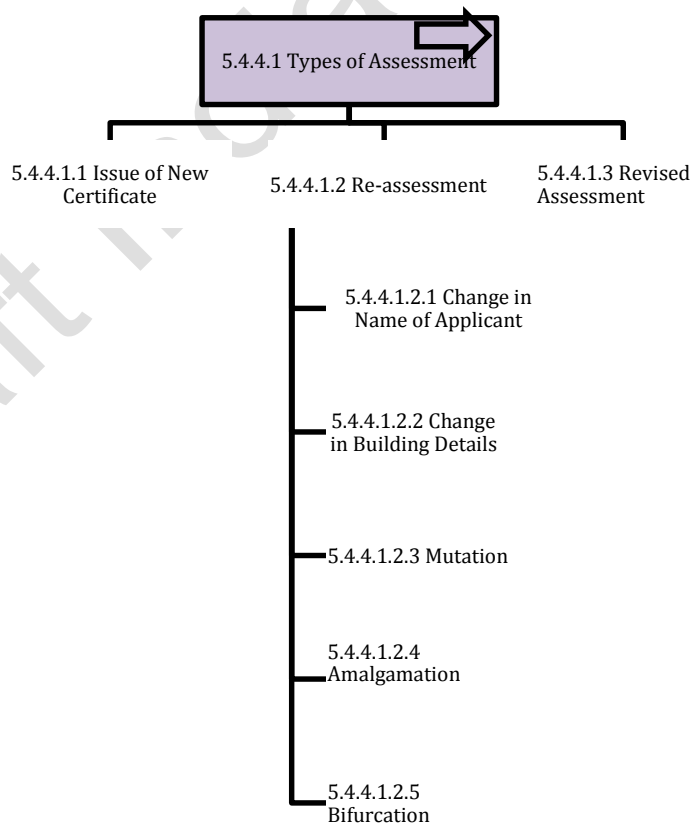 5.4.4.1 Types of Assessment
5.4.4.1.1 Issue of New
Certificate
5.4.4.1.2 Re-assessment
5.4.4.1.3 Revised
Assessment
5.4.4.1.2.1 Change in
Name of Applicant
5.4.4.1.2.2 Change
in Building Details
5.4.4.1.2.3 Mutation
5.4.4.1.2.4
Amalgamation
5.4.4.1.2.5
Bifurcation